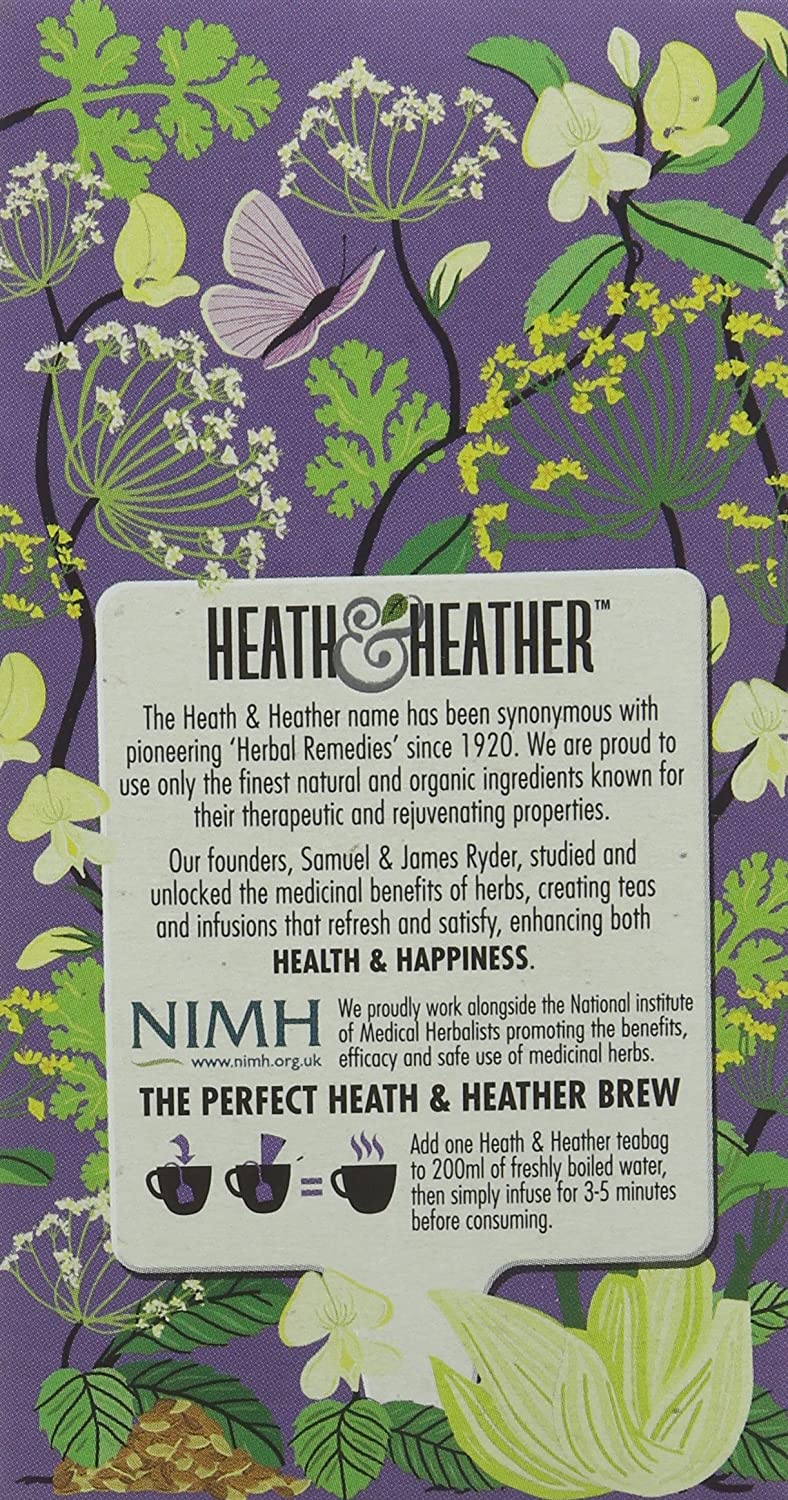 HEATH&HEATHER™
The Heath & Heather name has been synonymous with
pioneering ‘Herbal Remedies’ since 1920. We are proud to
use only the finest natural and organic ingredients known for
their therapeutic and rejuvenating properties.
Our founders, Samuel & James Ryder, studied and
unlocked the medicinal benefits of herbs, creating teas
and infusions that refresh and satisfy, enhancing both
HEALTH & HAPPINESS.
NIMH
www.nimh.org.uk
We proudly work alongside the National institute
of Medical Herbalists promoting the benefits,
efficacy and safe use of medicinal herbs.
THE PERFECT HEATH & HEATHER BREW
=
Add one Heath & Heather teabag
to 200ml of freshly boiled water,
then simply infuse for 3-5 minutes
before consuming.